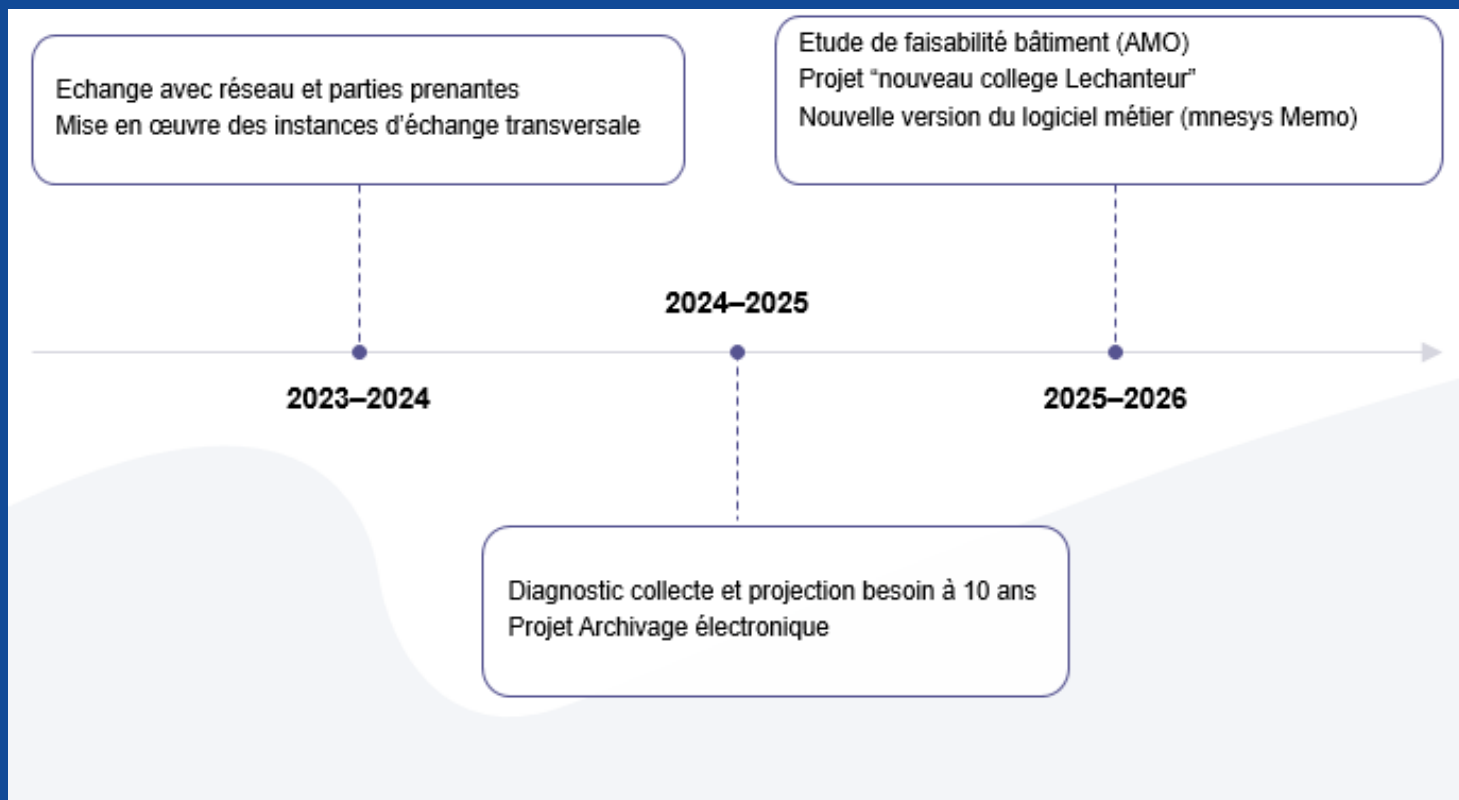 Echange avec réseau et parties prenantes
Mise en œuvre des instances d’échange transversale
Etude de faisabilité bâtiment (AMO)
Projet “nouveau college Lechanteur”
Nouvelle version du logiciel métier (mnesys Memo)
2024–2025
2023–2024
2025–2026
Diagnostic collecte et projection besoin à 10 ans
Projet Archivage électronique